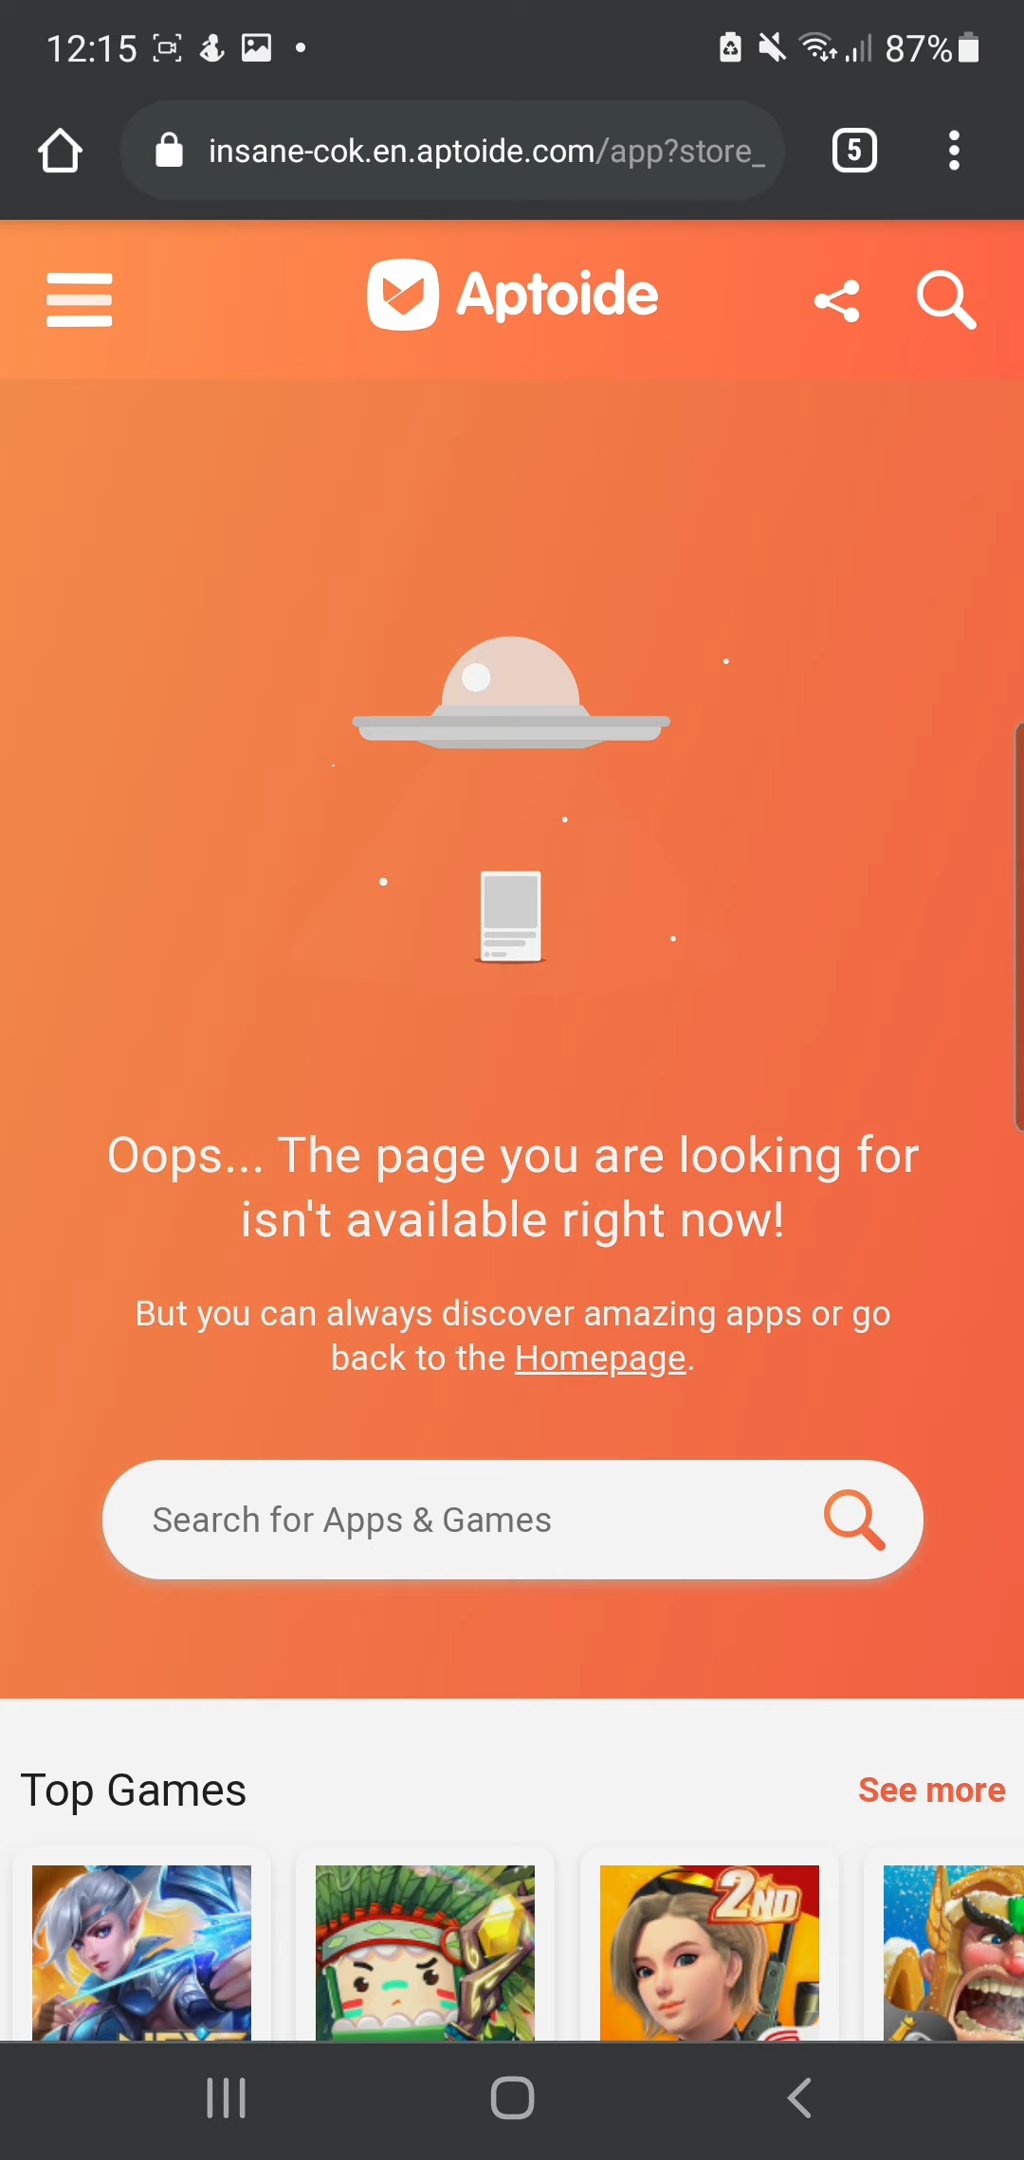 12:15
87%
insane-cok.en.aptoide.com/app?store_
5
Aptoide
Oops... The page you are looking for
isn't available right now!
But you can always discover amazing apps or go
back to the Homepage.
Search for Apps & Games
Top Games
See more
2ND